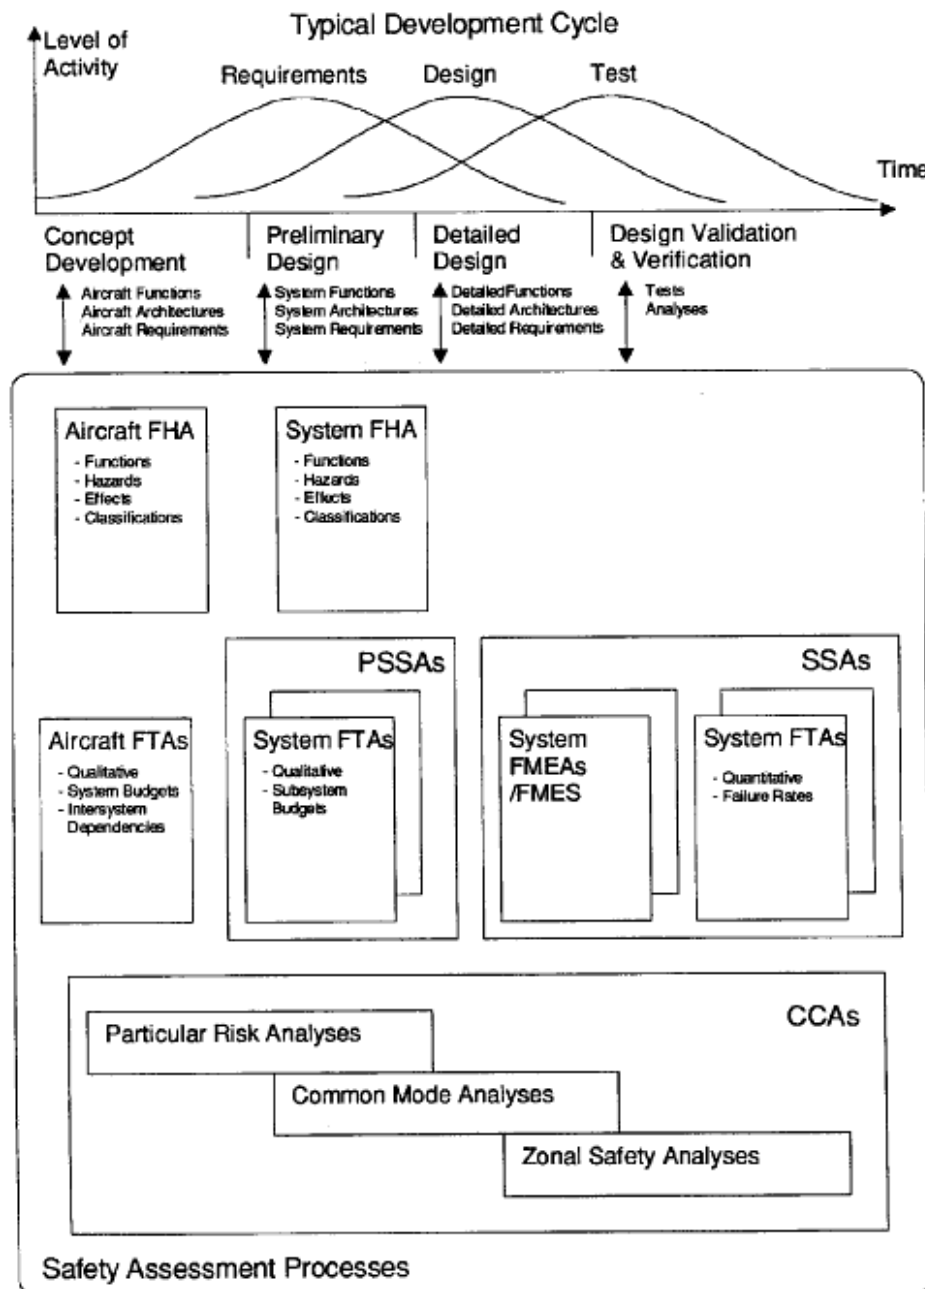 Typical Development Cycle
Level of
Activity
Requirements
Design
Test
Time
Concept
Development
Preliminary
Design
Detailed
Design
Design Validation
& Verification
Aircraft Functions
Aircraft Architectures
Aircraft Requirements
System Functions
System Architectures
System Requirements
DetailedFunctions
Detailed Architectures
Detailed Requirements
Tests
Analyses
Aircraft FHA
- Functions
- Hazards
- Effects
- Classifications
System FHA
- Functions
- Hazards
- Effects
- Classifications
Aircraft FTAs
- Qualitative
- System Budgets
- Intersystem
Dependencies
PSSAs
System FTAs
- Qualitative
- Subsystem
Budgets
SSAs
System
FMEAs
/FMES
System FTAs
- Quantitative
- Failure Rates
CCAs
Particular Risk Analyses
Common Mode Analyses
Zonal Safety Analyses
Safety Assessment Processes